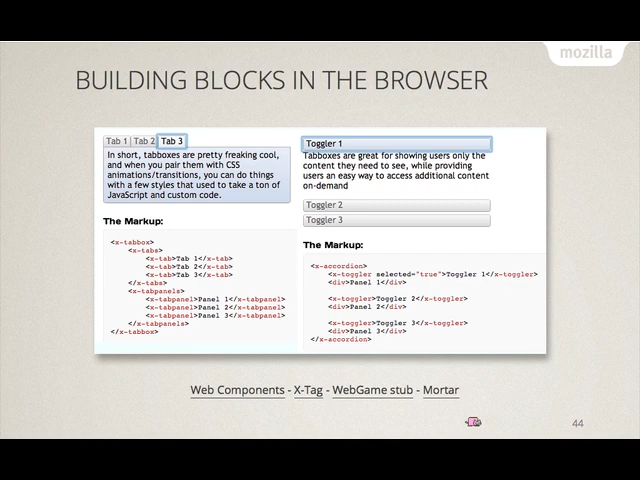 mozilla
BUILDING BLOCKS IN THE BROWSER
Tab 1 Tab 2 Tab 3
In short, tabboxes are pretty freaking cool,
and when you pair them with CSS
animations/transitions, you can do things
with a few styles that used to take a ton of
JavaScript and custom code.
The Markup:
<x-tabbox>
<x-tabs>
<x-tab>Tab 1</x-tab>
<x-tab>Tab 2</x-tab>
<x-tab>Tab 3</x-tab>
</x-tabs>
<x-tabpanels>
<x-tabpanel>Panel 1</x-tabpanel>
<x-tabpanel>Panel 2</x-tabpanel>
<x-tabpanel>Panel 3</x-tabpanel>
</x-tabpanels>
</x-tabbox>
Toggler 1
Tabboxes are great for showing users only the
content they need to see, while providing
users an easy way to access additional content
on-demand
Toggler 2
Toggler 3
The Markup:
<x-accordion>
<x-toggler selected="true">Toggler 1</x-toggler>
<div>Panel 1</div>
<x-toggler>Toggler 2</x-toggler>
<div>Panel 2</div>
<x-toggler>Toggler 3</x-toggler>
<div>Panel 3</div>
</x-accordion>
Web Components - X-Tag - WebGame stub - Mortar
44